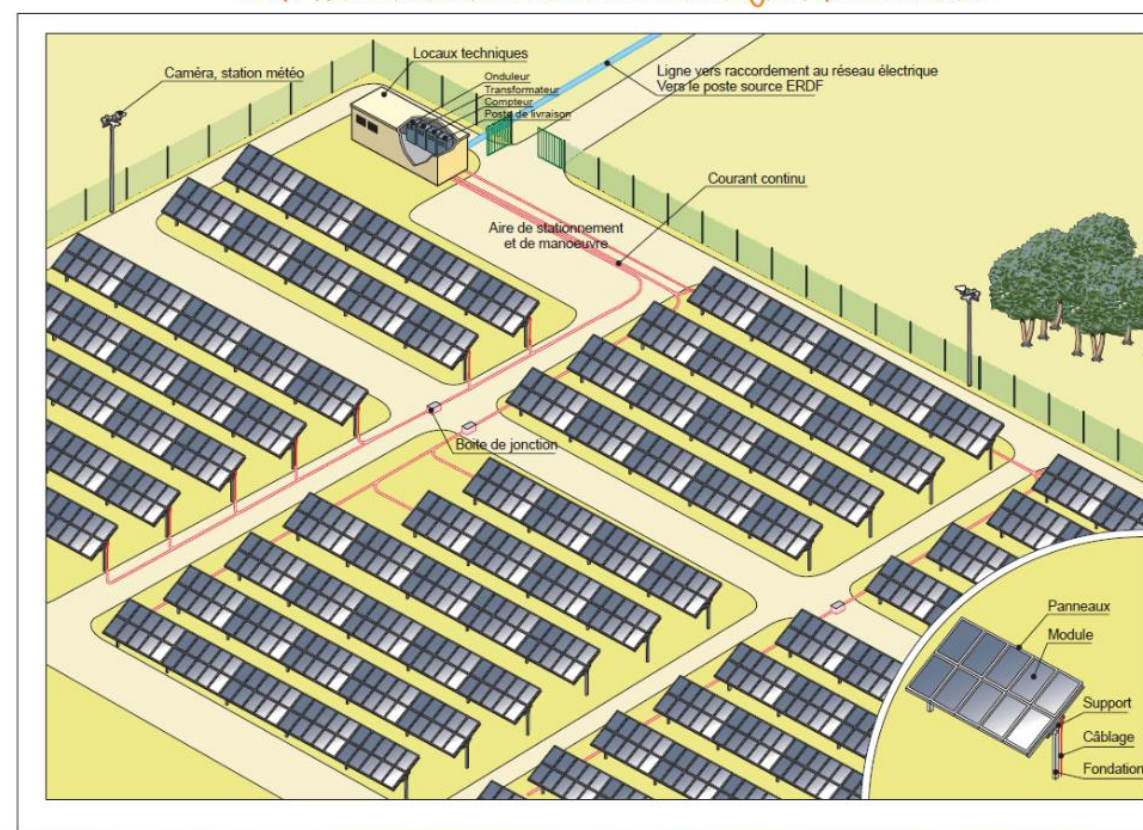 Caméra, station météo
Locaux techniques
Onduleur
Transformateur
Compteur
Poste de livraison
Ligne vers raccordement au réseau électrique
Vers le poste source ERDF
Courant continu
Aire de stationnement
et de manoeuvre
Boite de jonction
Panneaux
Module
Support
Câblage
Fondation